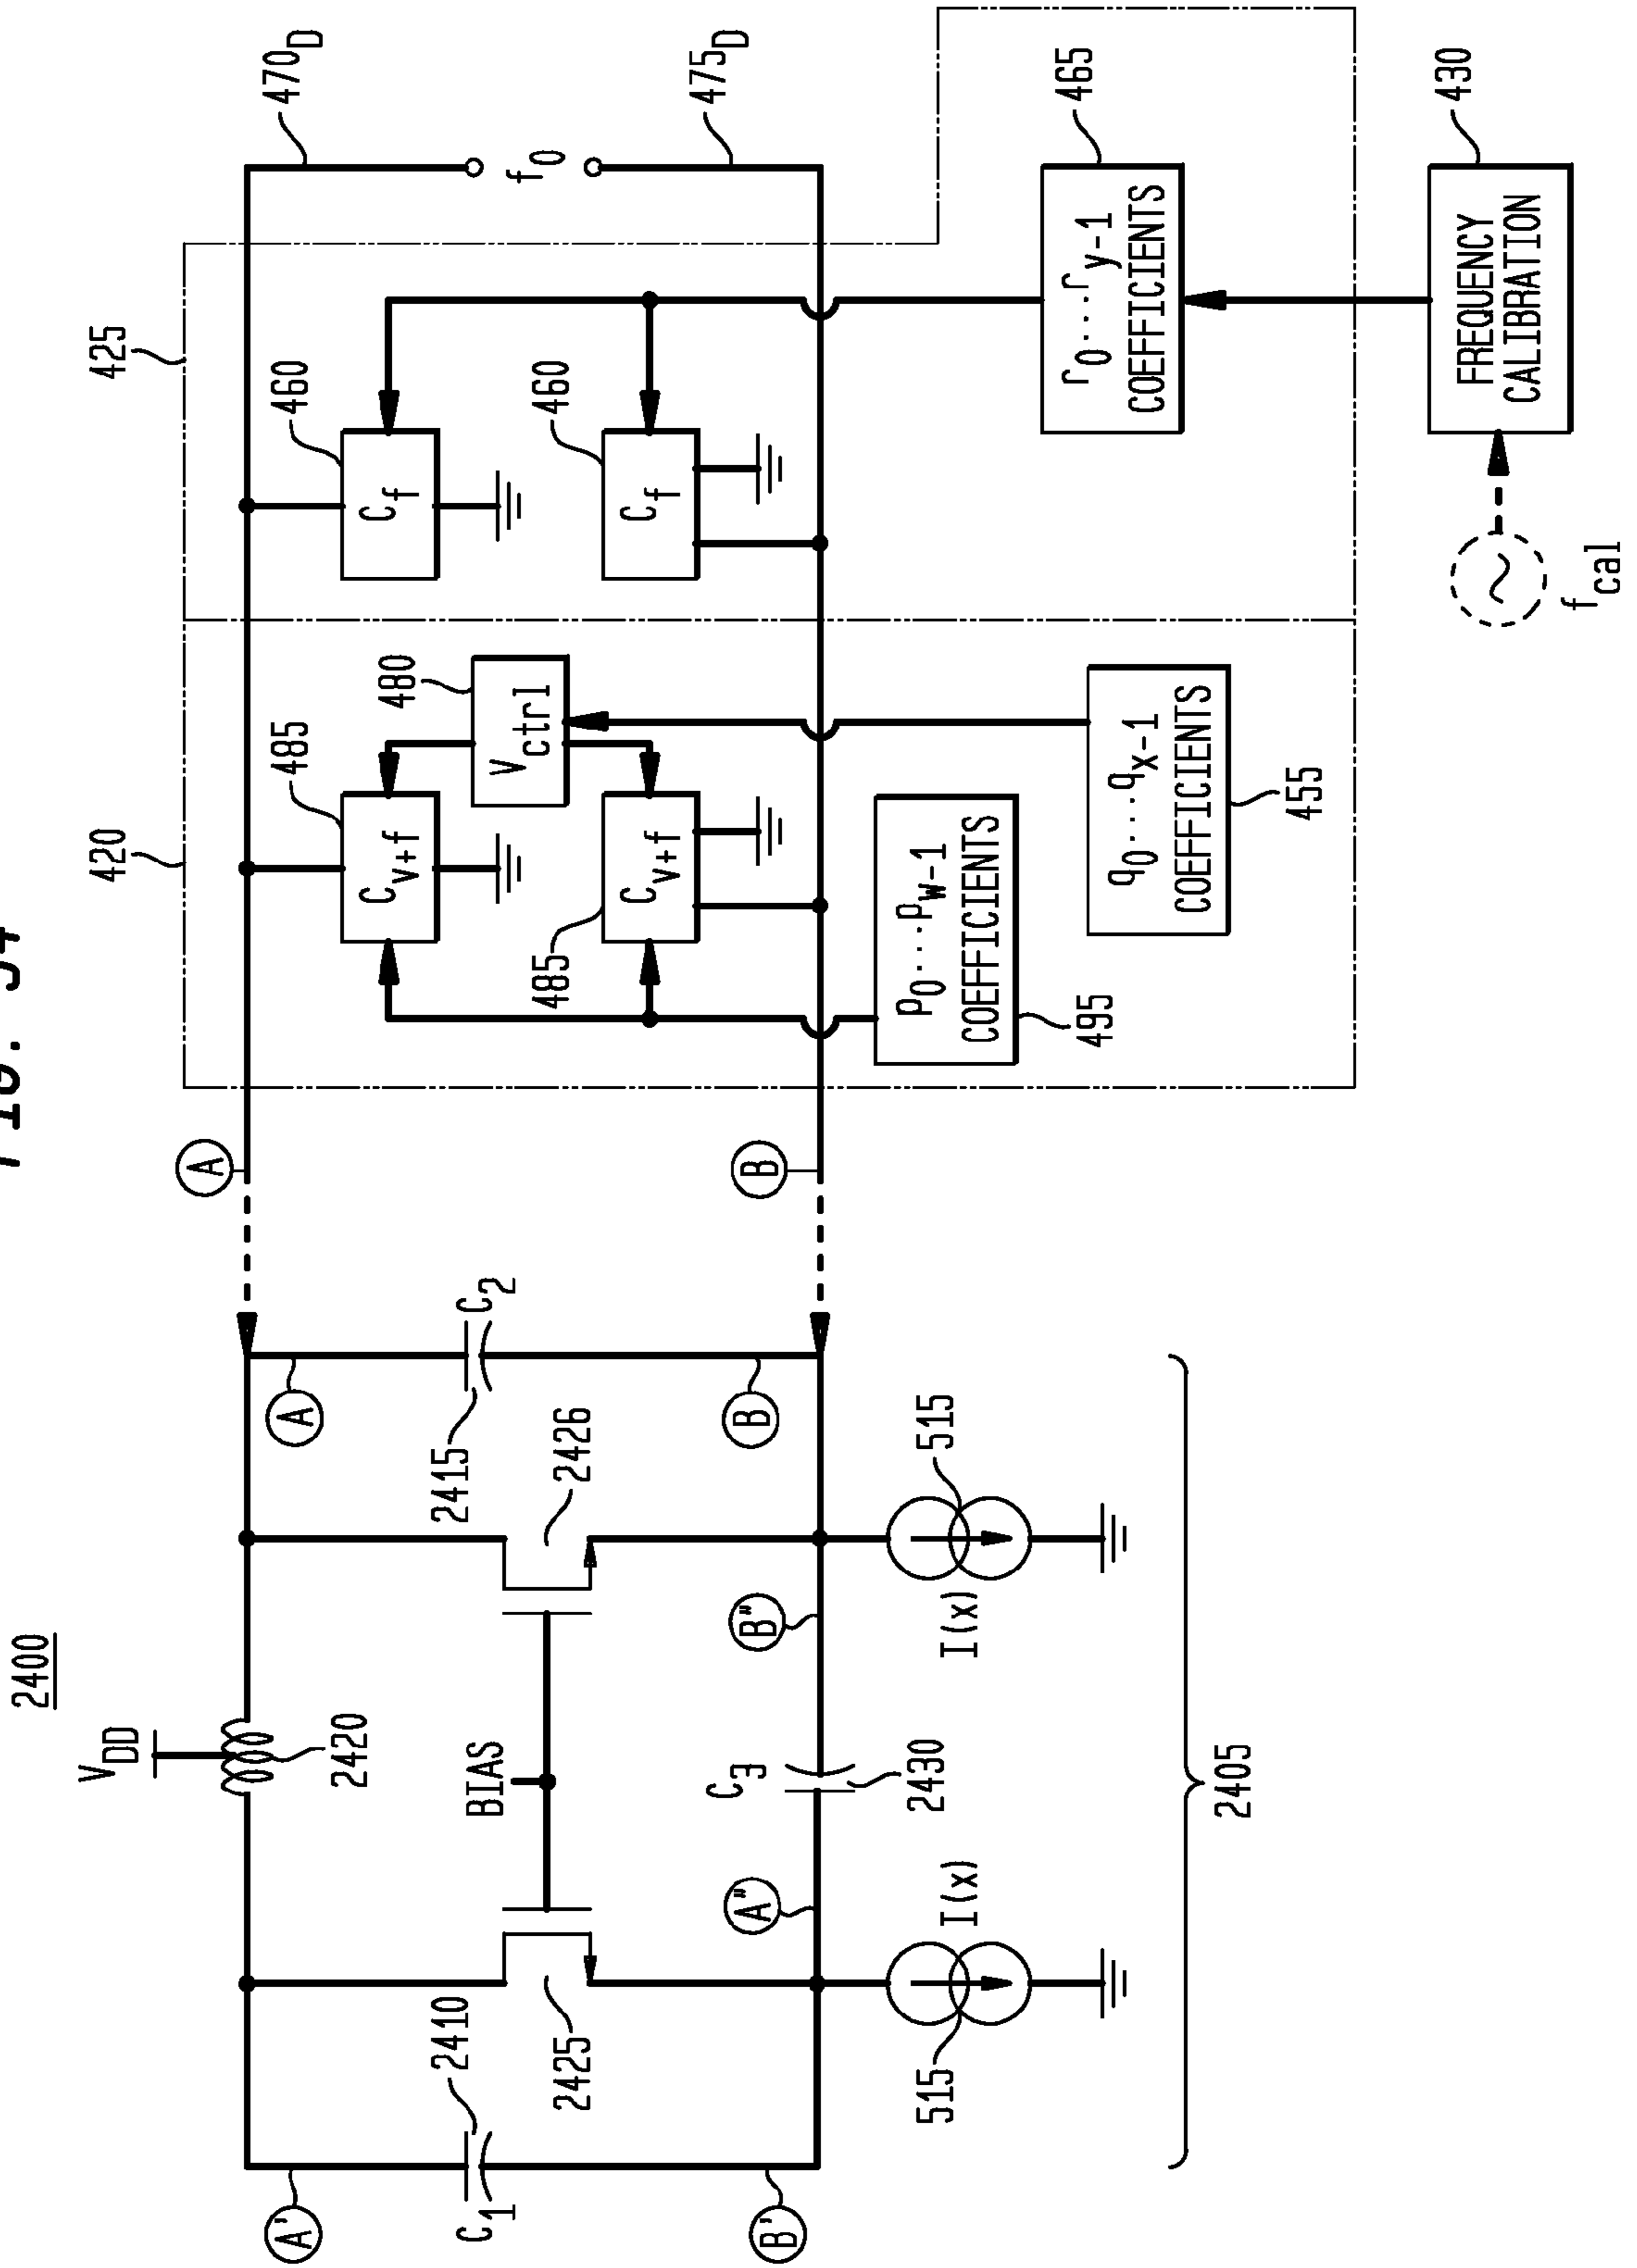 FIG.
2400
V_DD
A'
C_1
2410
2425
2420
BIAS
2426
2415
C_2
A
A
B'
A"
C_3
2430
B"
B
B
515
I(x)
I(x)
515
2405
420
425
485
480
460
470_D
C_v+f
V_ctrl
C_f
f_0
485
460
C_v+f
C_f
475_D
p_0···p_w-1
COEFFICIENTS
495
q_0···q_x-1
COEFFICIENTS
455
r_0···r_y-1
COEFFICIENTS
465
FREQUENCY
CALIBRATION
430
f_cal